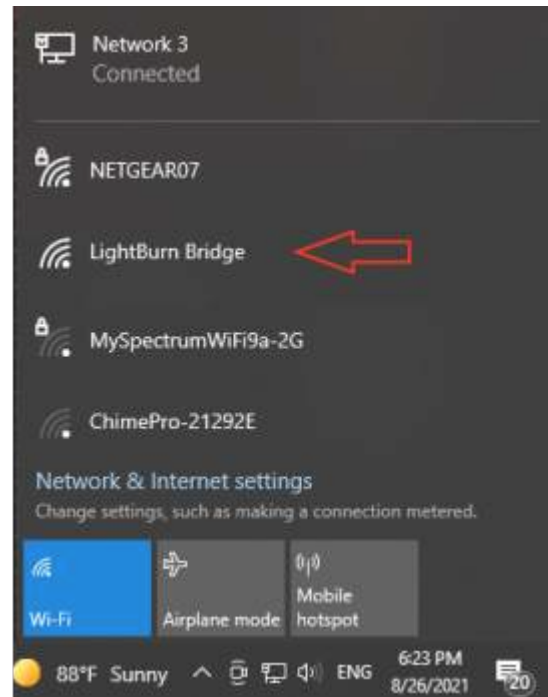 Network 3
Connected
NETGEAR07
LightBurn Bridge
MySpectrumWiFi9a-2G
ChimePro-21292E
Network & Internet settings
Change settings, such as making a connection metered.
Wi-Fi
Airplane mode
Mobile
hotspot
88°F Sunny
ENG
6:23 PM
8/26/2021
20